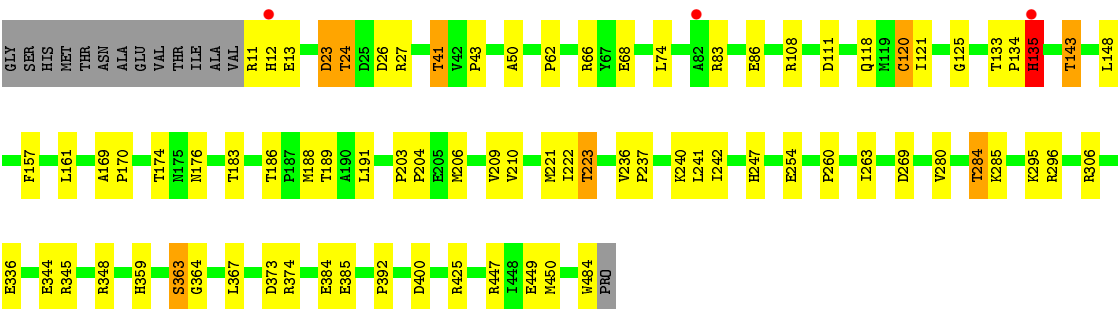 GLY SER HIS MET THR ASN ALA GLU VAL THR ILE ALA VAL R11 H12 E13 D23 T24 D25 D26 R27 T41 V42 P43 A50 P62 R66 Y67 E68 L74 A82 R83 E86 R108 D111 Q118 M119 C120 I121 G125 T133 P134 H135 T143 L148
F157 L161 A169 P170 T174 N175 N176 T183 T186 P187 M188 T189 A190 L191 P203 P204 E205 M206 V209 V210 M221 I222 T223 V236 P237 K240 L241 I242 H247 E254 P260 I263 D269 V280 T284 K285 K295 R296 R306
E336 E344 R345 R348 H359 S363 G364 L367 D373 R374 E384 E385 P392 D400 R425 R447 I448 E449 M450 W484 PRO